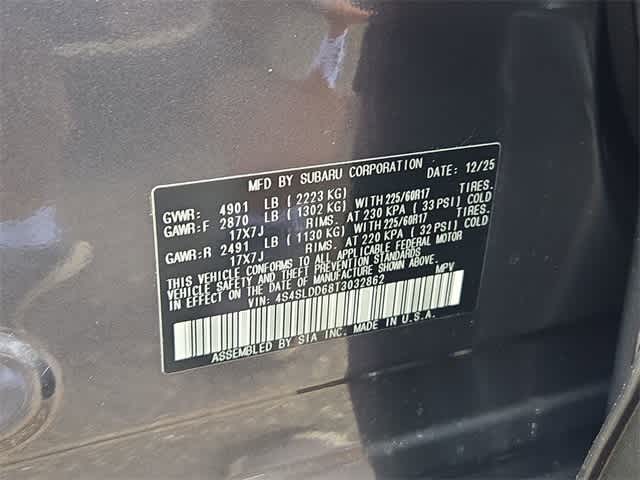 MFD BY SUBARU CORPORATION DATE: 12/25
GVWR: 4901 LB (2223 KG)
GAWR:F 2870 LB (1302 KG) WITH 225/60R17 TIRES.
17X7J RIMS. AT 230 KPA (33 PSI) COLD
GAWR:R 2491 LB (1130 KG) WITH 225/60R17 TIRES.
17X7J RIMS. AT 220 KPA (32 PSI) COLD
THIS VEHICLE CONFORMS TO ALL APPLICABLE FEDERAL MOTOR
VEHICLE SAFETY AND THEFT PREVENTION STANDARDS
IN EFFECT ON THE DATE OF MANUFACTURE SHOWN ABOVE.
VIN: 4S4SLDD68T3032862 MPV
ASSEMBLED BY SIA INC. MADE IN U.S.A.